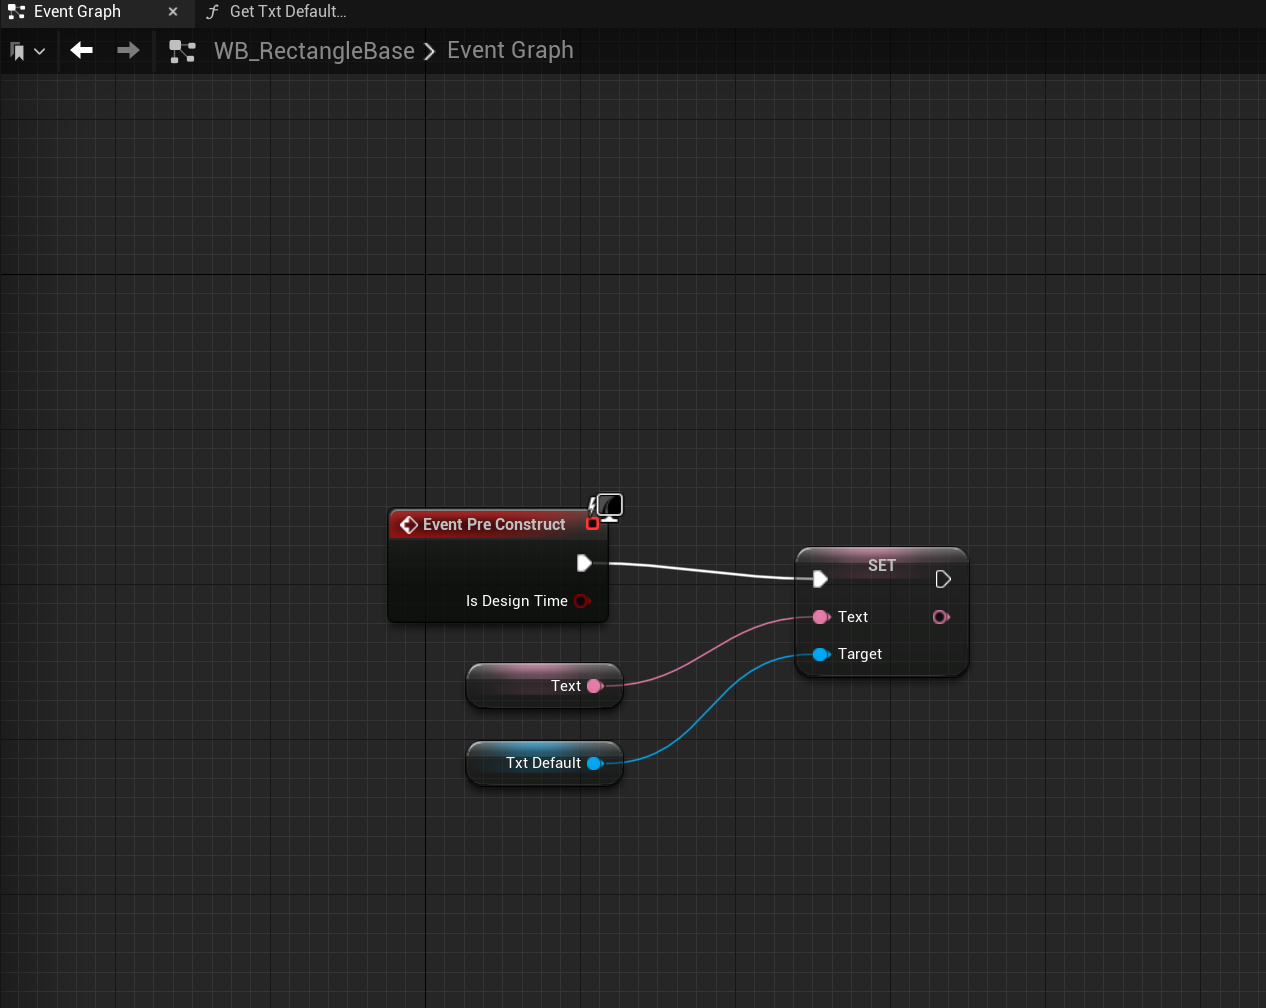 Event Graph
Get Txt Default...
WB_RectangleBase
Event Graph
Event Pre Construct
Is Design Time
SET
Text
Target
Text
Txt Default